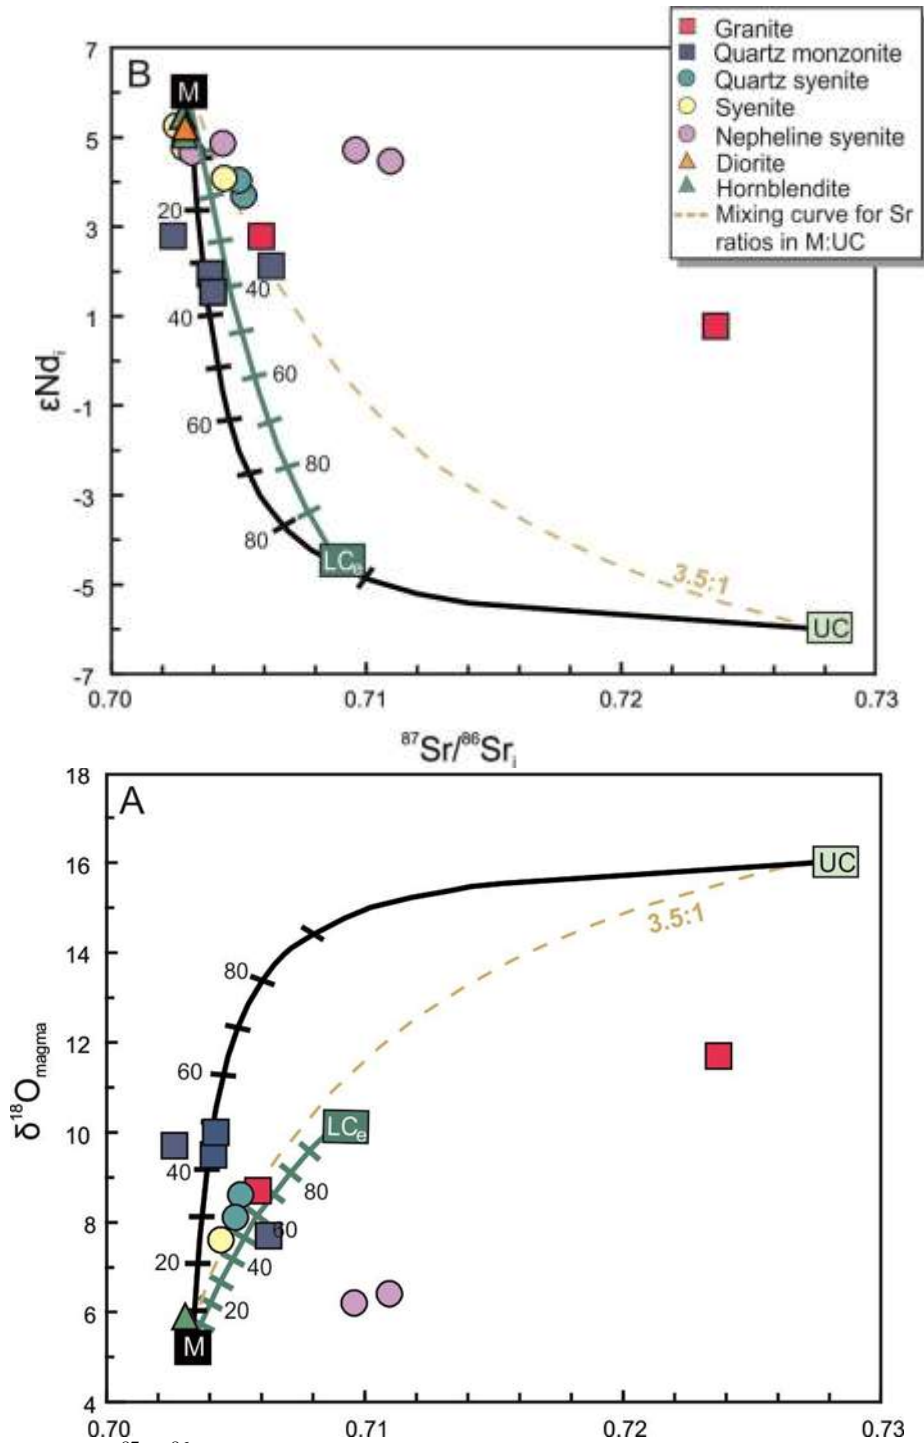 Granite
Quartz monzonite
Quartz syenite
Syenite
Nepheline syenite
Diorite
Hornblendite
Mixing curve for Sr
ratios in M:UC
B
7
5
3
1
-1
-3
-5
-7
εNdᵢ
M
20
40
60
80
40
60
80
LCₑ
3.5:1
UC
0.70
0.71
0.72
0.73
⁸⁷Sr/⁸⁶Srᵢ
A
18
16
14
12
10
8
6
4
δ¹⁸Oₘₐ₉ₘₐ
UC
3.5:1
80
60
40
20
LCₑ
80
60
40
20
M
0.70
0.71
0.72
0.73